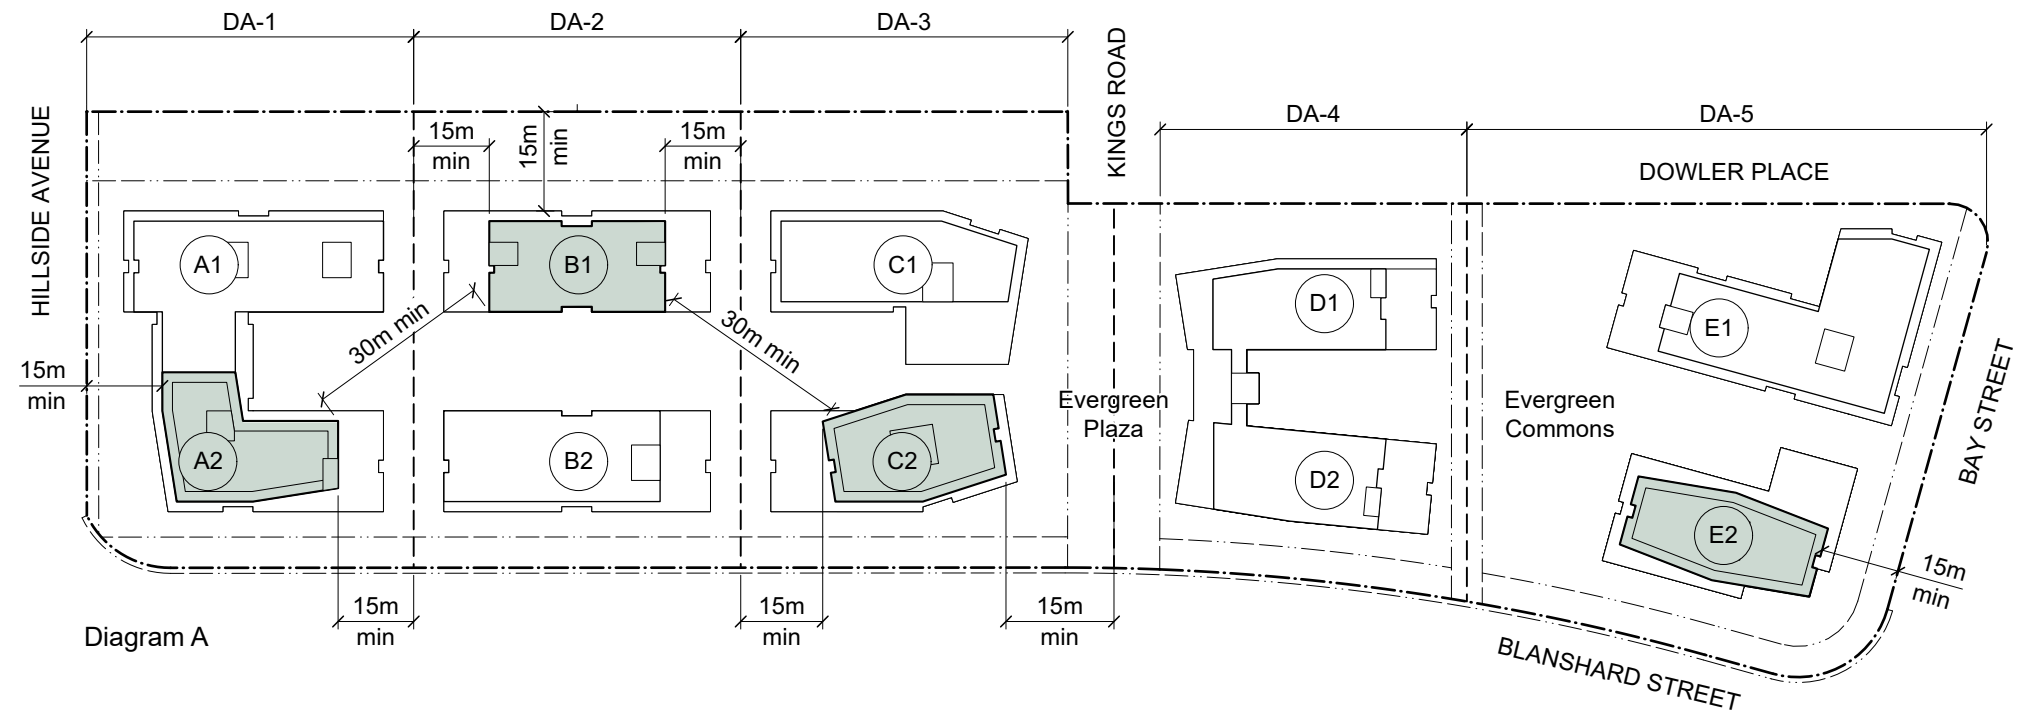 DA-1
DA-2
DA-3
DA-4
DA-5
HILLSIDE AVENUE
KINGS ROAD
DOWLER PLACE
15m
min
15m
min
15m
min
A1
B1
C1
D1
E1
30m min
30m min
15m
min
Evergreen
Plaza
Evergreen
Commons
BAY STREET
A2
B2
C2
D2
E2
15m
min
15m
min
15m
min
15m
min
Diagram A
BLANSHARD STREET